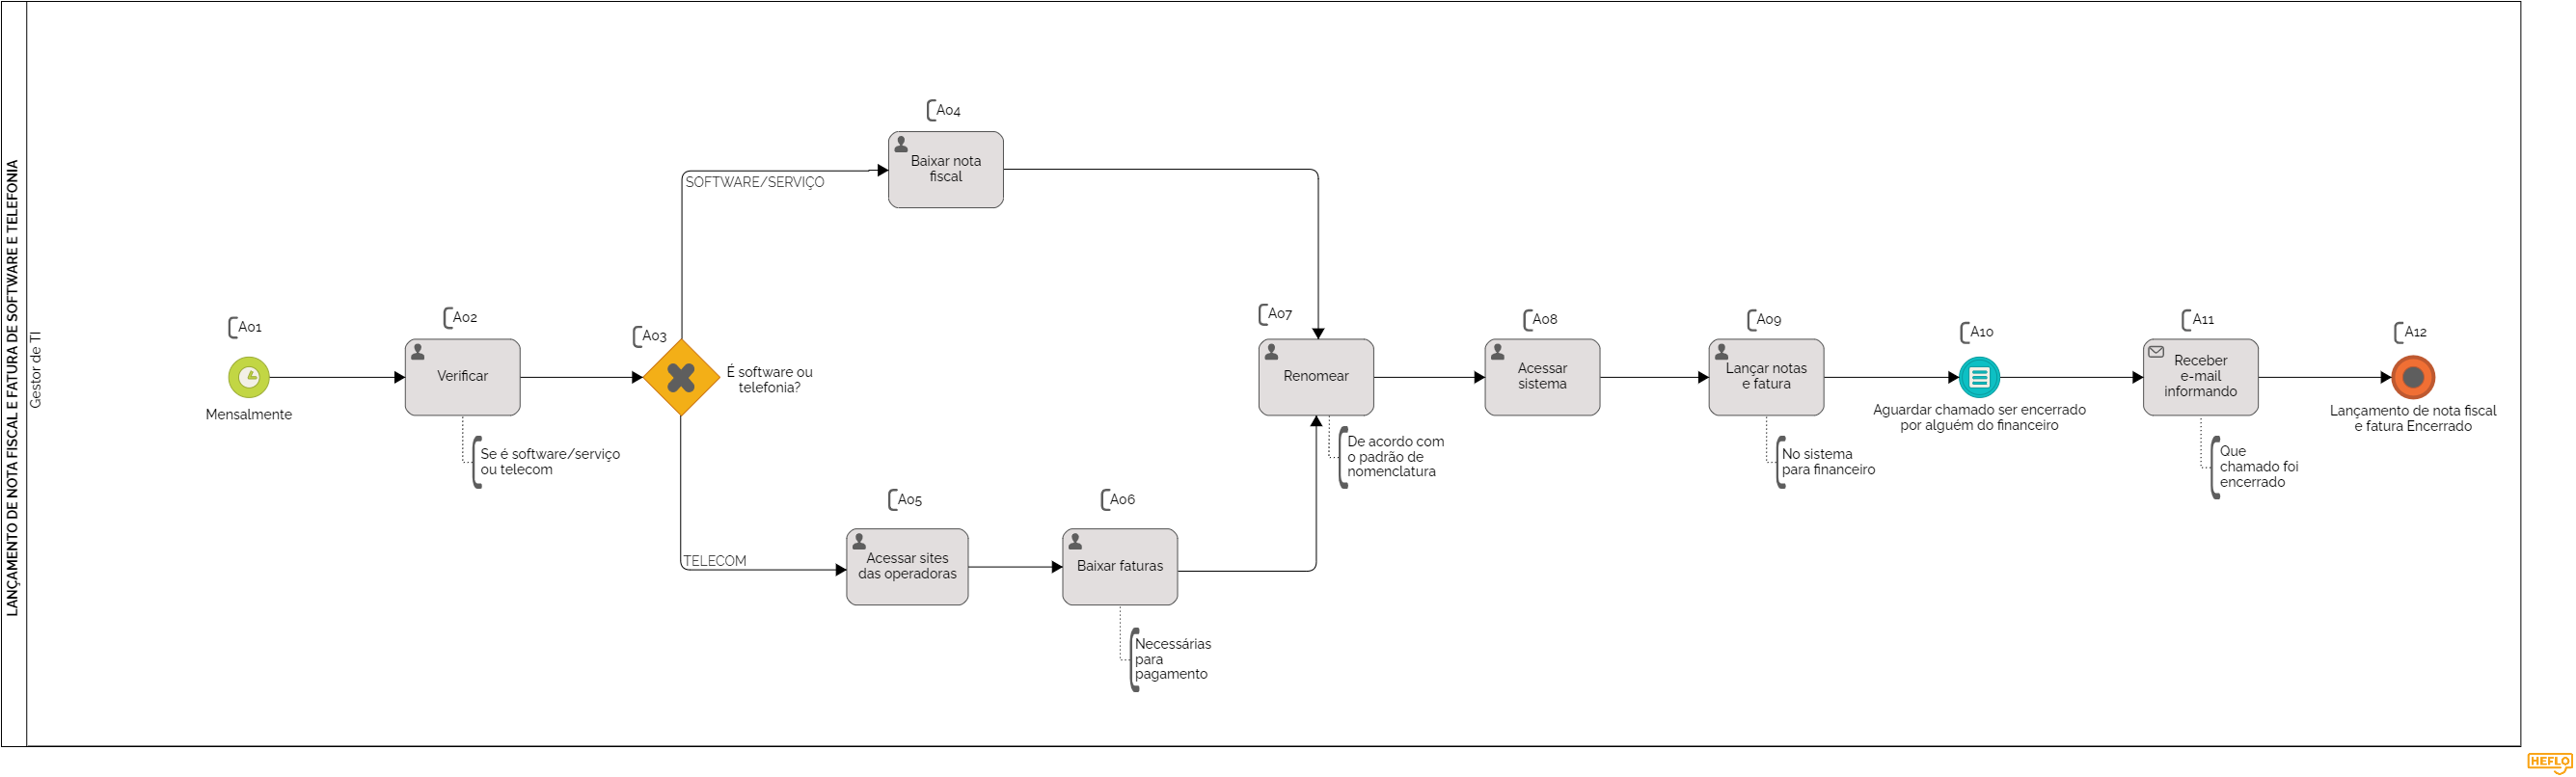 LANÇAMENTO DE NOTA FISCAL E FATURA DE SOFTWARE E TELEFONIA
Gestor de TI
A01
Mensalmente
A02
Verificar
Se é software/serviço
ou telecom
A03
É software ou
telefonia?
SOFTWARE/SERVIÇO
A04
Baixar nota
fiscal
TELECOM
A05
Acessar sites
das operadoras
A06
Baixar faturas
Necessárias
para
pagamento
A07
Renomear
De acordo com
o padrão de
nomenclatura
A08
Acessar
sistema
A09
Lançar notas
e fatura
No sistema
para financeiro
A10
Aguardar chamado ser encerrado
por alguém do financeiro
A11
Receber
e-mail
informando
Que
chamado foi
encerrado
A12
Lançamento de nota fiscal
e fatura Encerrado
HEFLO